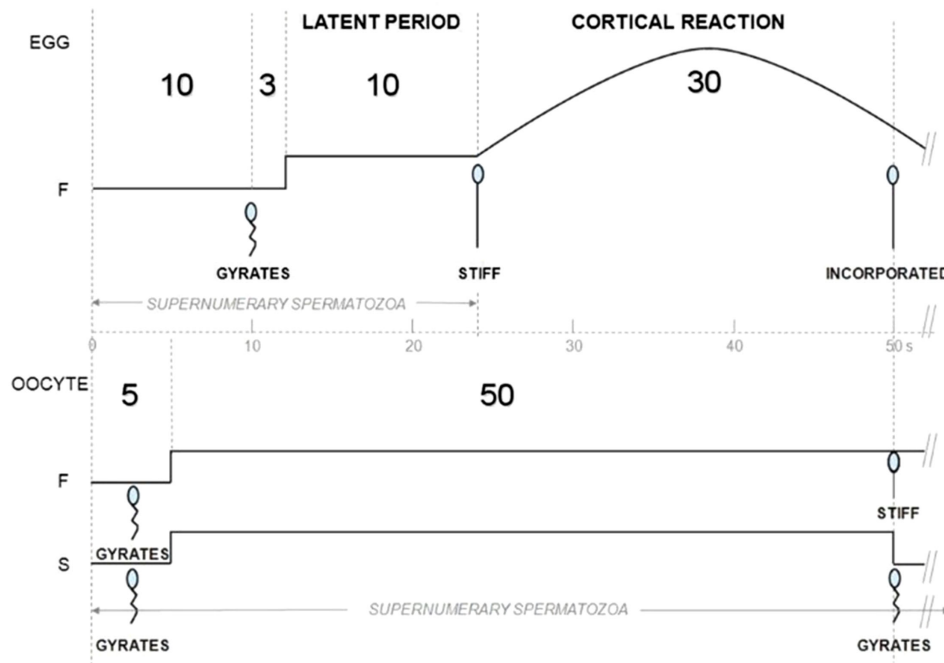 LATENT PERIOD CORTICAL REACTION
EGG
10 3 10 30
F
GYRATES STIFF INCORPORATED
SUPERNUMERARY SPERMATOZOA
0 10 20 30 40 50 s
OOCYTE
5 50
F
STIFF
GYRATES
S
SUPERNUMERARY SPERMATOZOA
GYRATES GYRATES